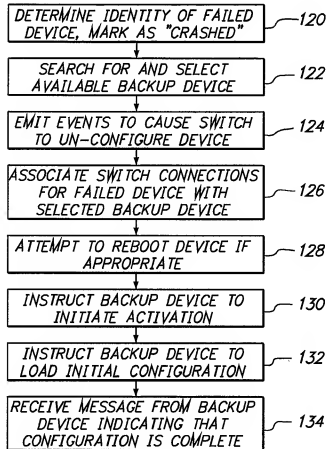 DETERMINE IDENTITY OF FAILED
DEVICE, MARK AS "CRASHED"
120
SEARCH FOR AND SELECT
AVAILABLE BACKUP DEVICE
122
EMIT EVENTS TO CAUSE SWITCH
TO UN-CONFIGURE DEVICE
124
ASSOCIATE SWITCH CONNECTIONS
FOR FAILED DEVICE WITH
SELECTED BACKUP DEVICE
126
ATTEMPT TO REBOOT DEVICE IF
APPROPRIATE
128
INSTRUCT BACKUP DEVICE TO
INITIATE ACTIVATION
130
INSTRUCT BACKUP DEVICE TO
LOAD INITIAL CONFIGURATION
132
RECEIVE MESSAGE FROM BACKUP
DEVICE INDICATING THAT
CONFIGURATION IS COMPLETE
134